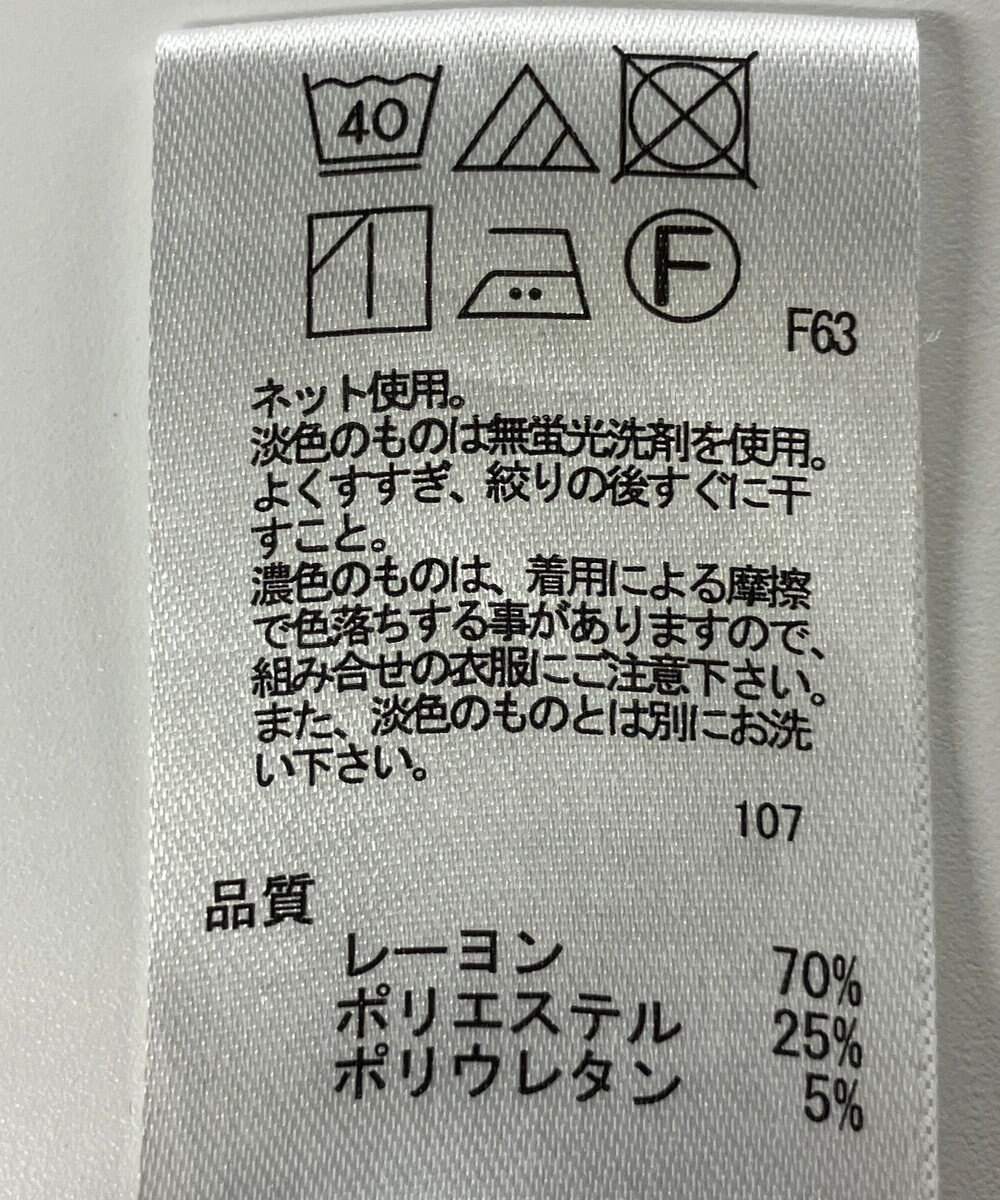 40
F
F63
ネット使用。
淡色のものは無蛍光洗剤を使用。
よくすすぎ、絞りの後すぐに干
すこと。
濃色のものは、着用による摩擦
で色落ちする事がありますので、
組み合せの衣服にご注意下さい。
また、淡色のものとは別にお洗
い下さい。
107
品質
レーヨン 70%
ポリエステル 25%
ポリウレタン 5%